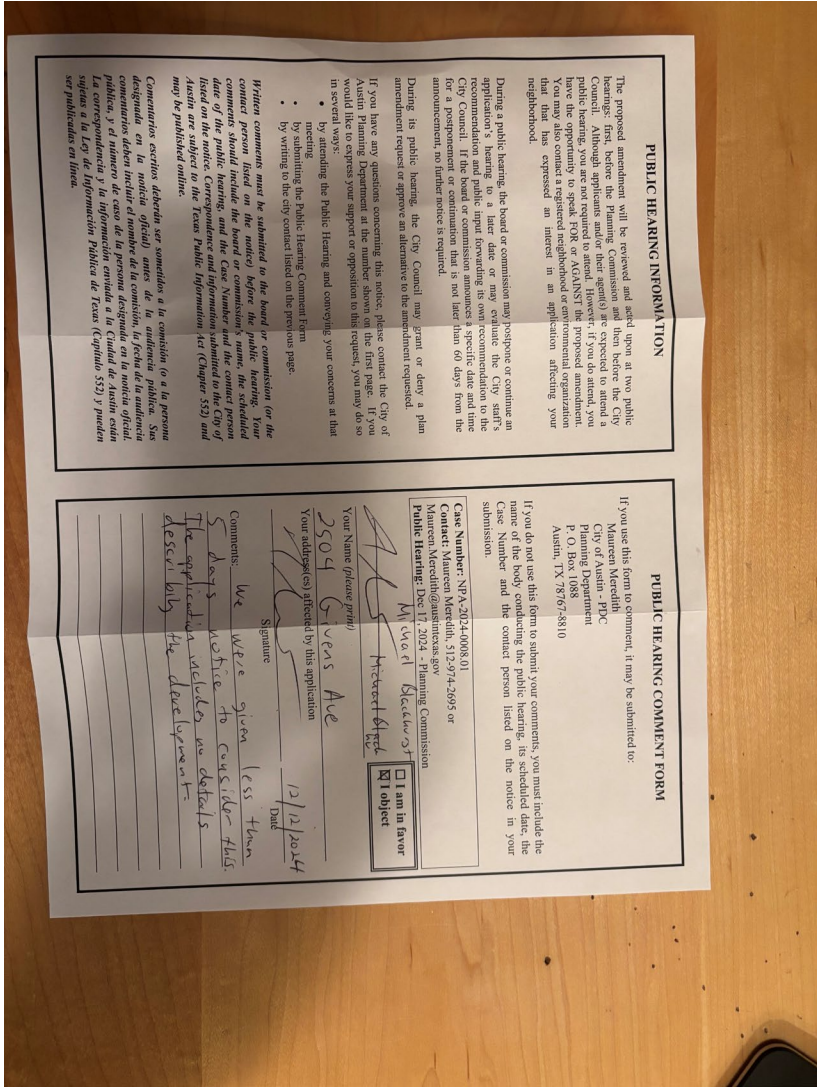 PUBLIC HEARING INFORMATION
The proposed amendment will be reviewed and acted upon at two public
hearings: first, before the Planning Commission and then before the City
Council. Although applicants and/or their agent(s) are expected to attend a
public hearing, you are not required to attend. However, if you do attend, you
have the opportunity to speak FOR or AGAINST the proposed amendment.
You may also contact a registered neighborhood or environmental organization
that that has expressed an interest in an application affecting your
neighborhood.
During a public hearing, the board or commission may postpone or continue an
application's hearing to a later date or may evaluate the City staff's
recommendation and public input forwarding its own recommendation to the
City Council. If the board or commission announces a specific date and time
for a postponement or continuation that is not later than 60 days from the
announcement, no further notice is required.
During its public hearing, the City Council may grant or deny a plan
amendment request or approve an alternative to the amendment requested.
If you have any questions concerning this notice, please contact the City of
Austin Planning Department at the number shown on the first page. If you
would like to express your support or opposition to this request, you may do so
in several ways:
• by attending the Public Hearing and conveying your concerns at that
meeting
• by submitting the Public Hearing Comment Form
• by writing to the city contact listed on the previous page.
Written comments must be submitted to the board or commission (or the
contact person listed on the notice) before the public hearing. Your
comments should include the board or commission's name, the scheduled
date of the public hearing, and the Case Number and the contact person
listed on the notice. Correspondence and information submitted to the City of
Austin are subject to the Texas Public Information Act (Chapter 552) and
may be published online.
Comentarios escritos deberán ser sometidos a la comisión (o a la persona
designada en la noticia oficial) antes de la audiencia pública. Sus
comentarios deben incluir el nombre de la comisión, la fecha de la audiencia
pública, y el número de caso de la persona designada en la noticia oficial.
La correspondencia y la información enviada a la Ciudad de Austin están
sujetas a la Ley de Información Pública de Texas (Capítulo 552) y pueden
ser publicadas en línea.
PUBLIC HEARING COMMENT FORM
If you use this form to comment, it may be submitted to:
Maureen Meredith
City of Austin - PDC
Planning Department
P. O. Box 1088
Austin, TX 78767-8810
If you do not use this form to submit your comments, you must include the
name of the body conducting the public hearing, its scheduled date, the
Case Number and the contact person listed on the notice in your
submission.
Case Number: NPA-2024-0008.01
Contact: Maureen Meredith, 512-974-2695 or
Maureen.Meredith@austintexas.gov
Public Hearing: Dec 17, 2024 - Planning Commission
☐ I am in favor
☒ I object
Michael Blackhurst
Michael Black
Your Name (please print)
2904 Givens Ave
Your address(es) affected by this application
12/12/2024
Signature Date
Comments: We were given less than
5 days notice to consider this.
The application includes no details
describing the development.